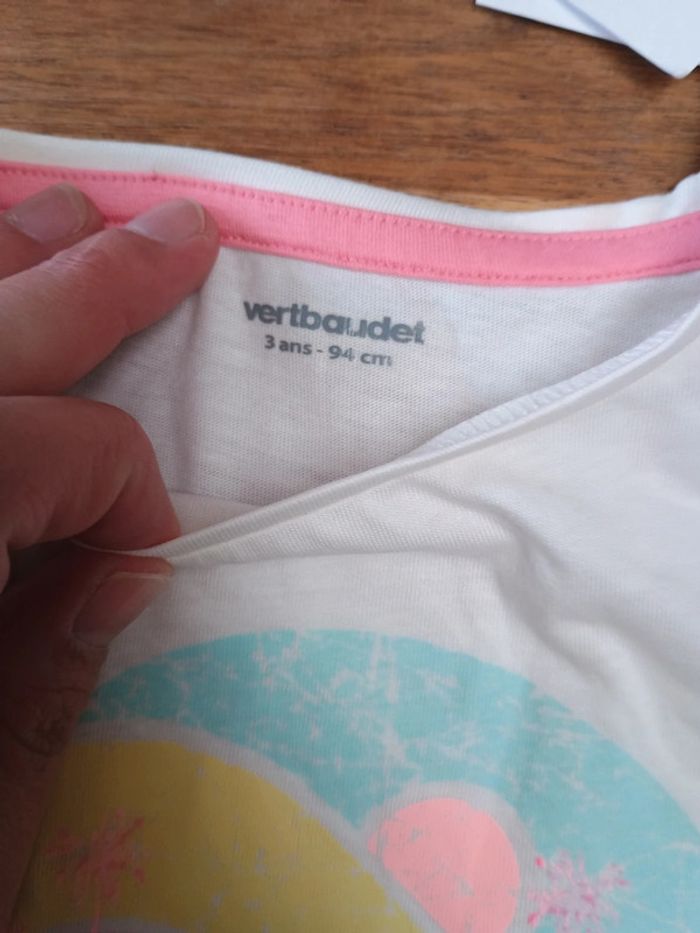 vertbaudet
3 ans - 94 cm